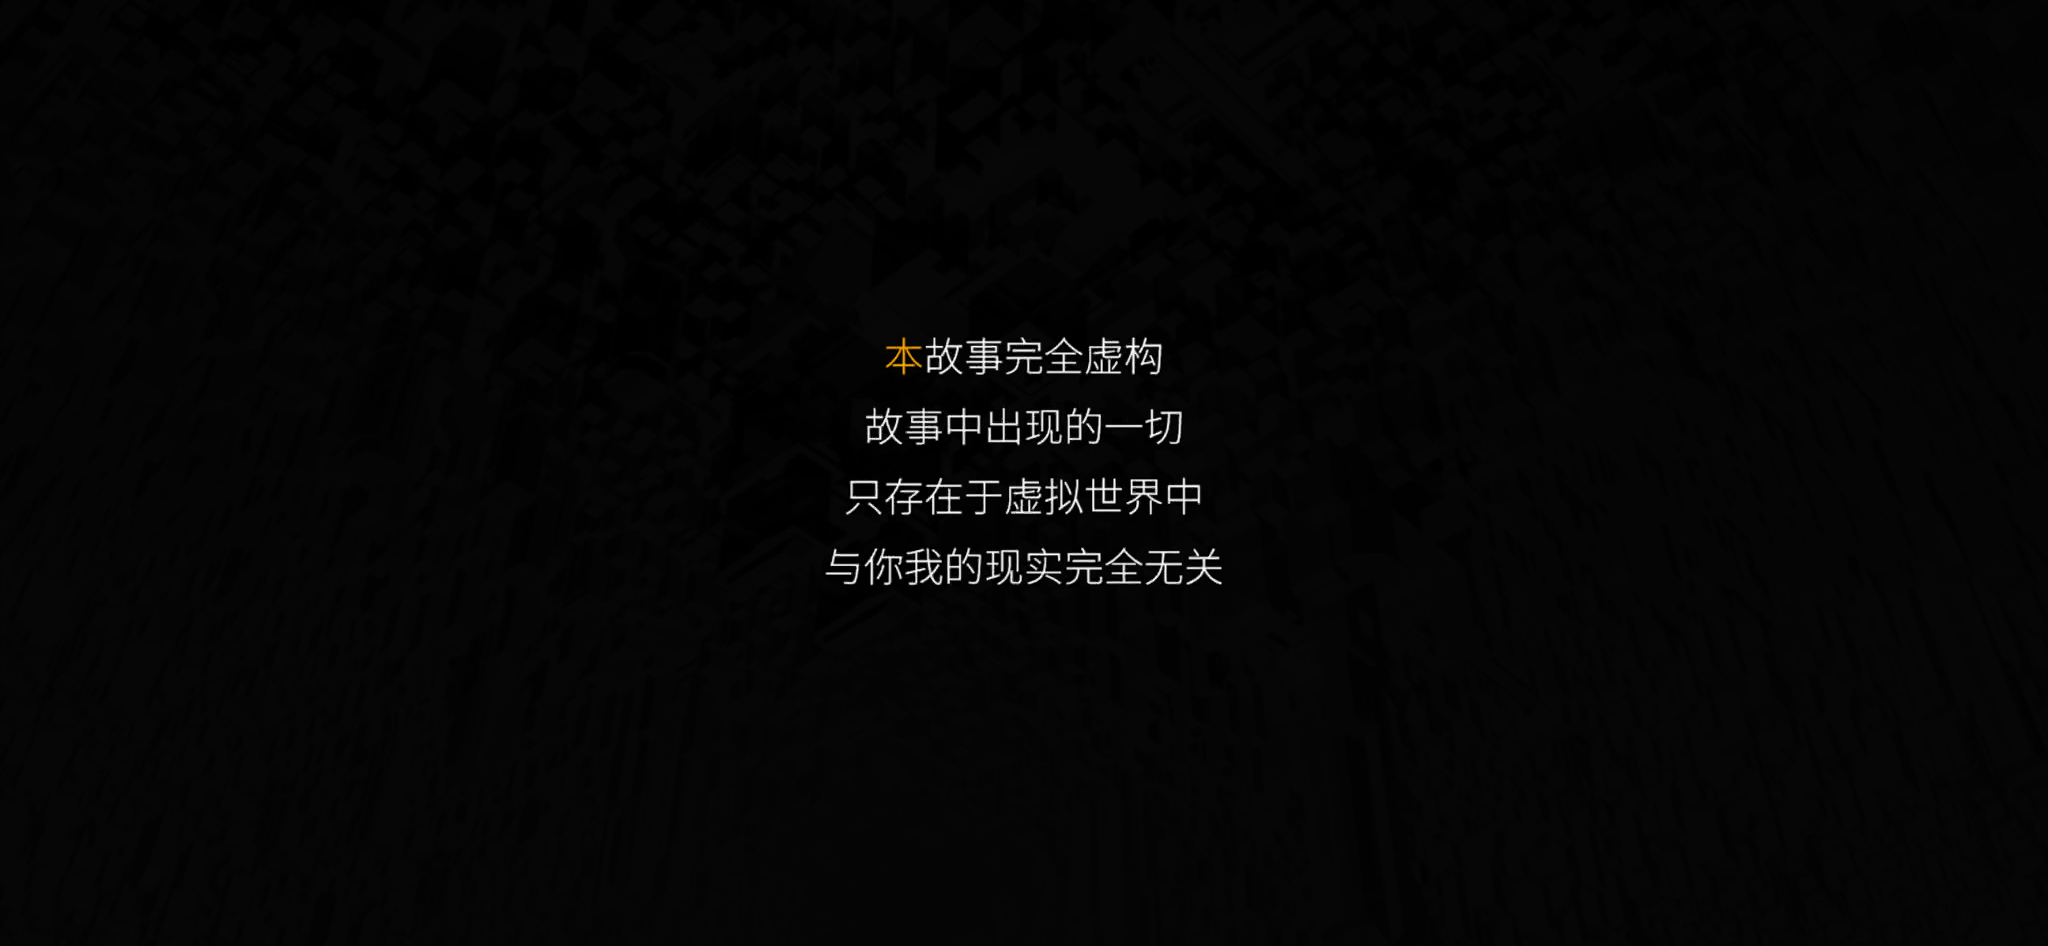 本故事完全虚构
故事中出现的一切
只存在于虚拟世界中
与你我的现实完全无关